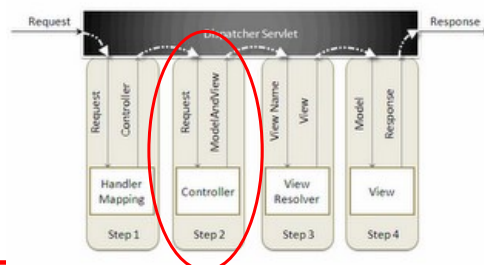 Request
Response
Dispatcher Servlet
Request
Controller
Request
ModelAndView
View Name
View
Model
Response
Handler
Mapping
Controller
View
Resolver
View
Step 1
Step 2
Step 3
Step 4